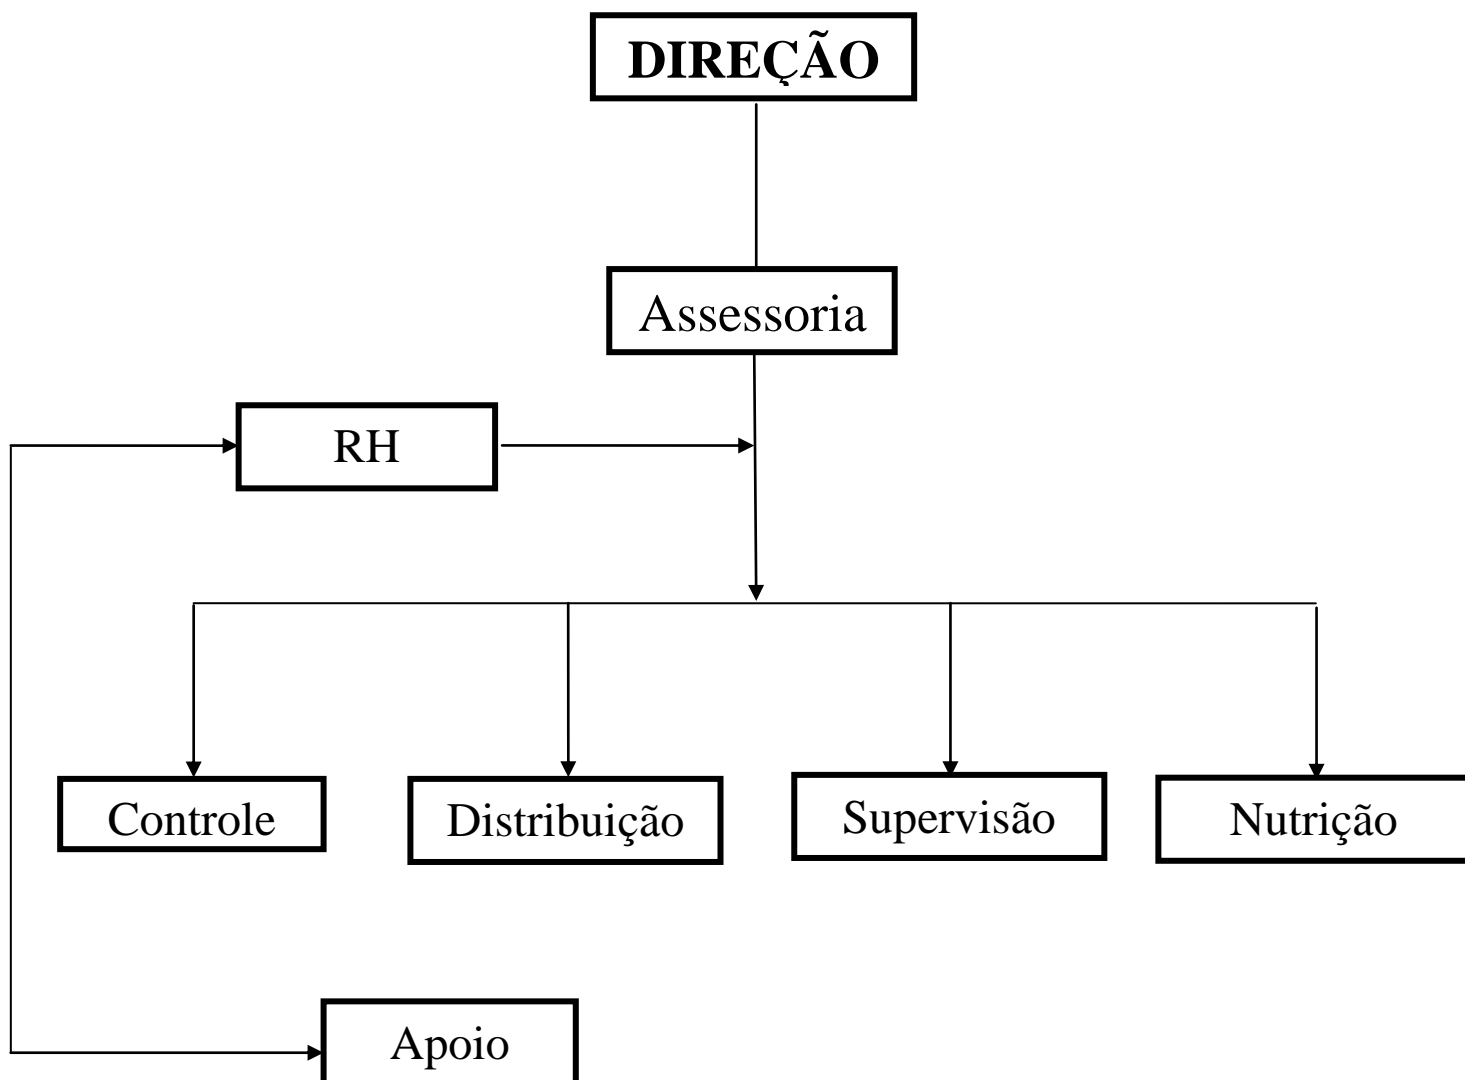 DIREÇÃO
Assessoria
RH
Controle
Distribuição
Supervisão
Nutrição
Apoio